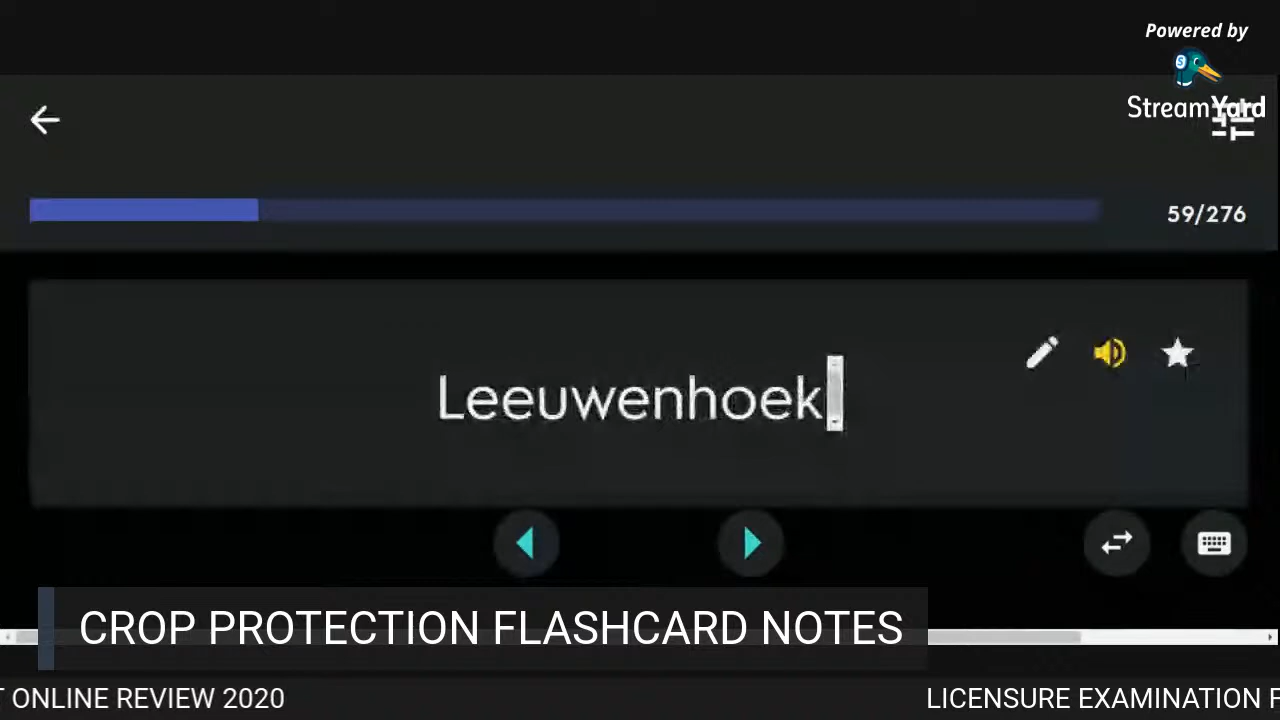 Powered by
StreamYard
59/276
Leeuwenhoek
CROP PROTECTION FLASHCARD NOTES
T ONLINE REVIEW 2020
LICENSURE EXAMINATION F